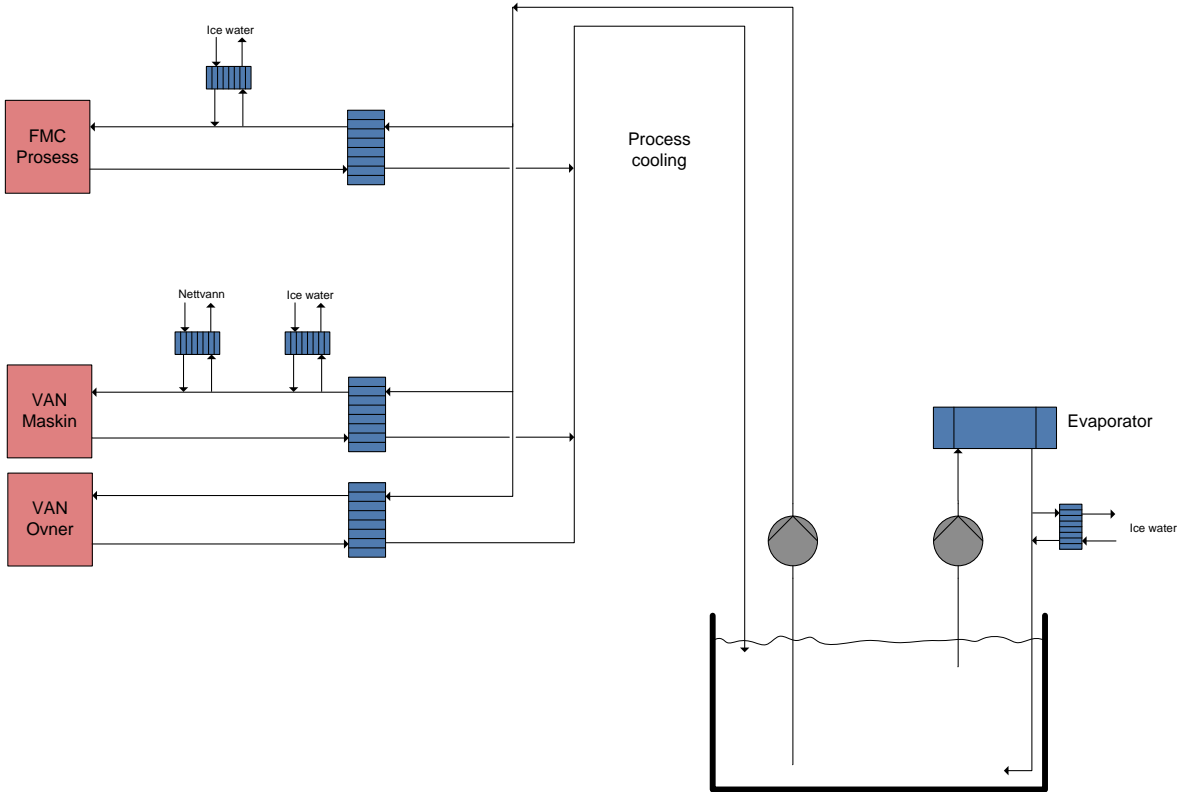 Ice water
FMC
Prosess
Process
cooling
Nettvann
Ice water
VAN
Maskin
Evaporator
VAN
Ovner
Ice water